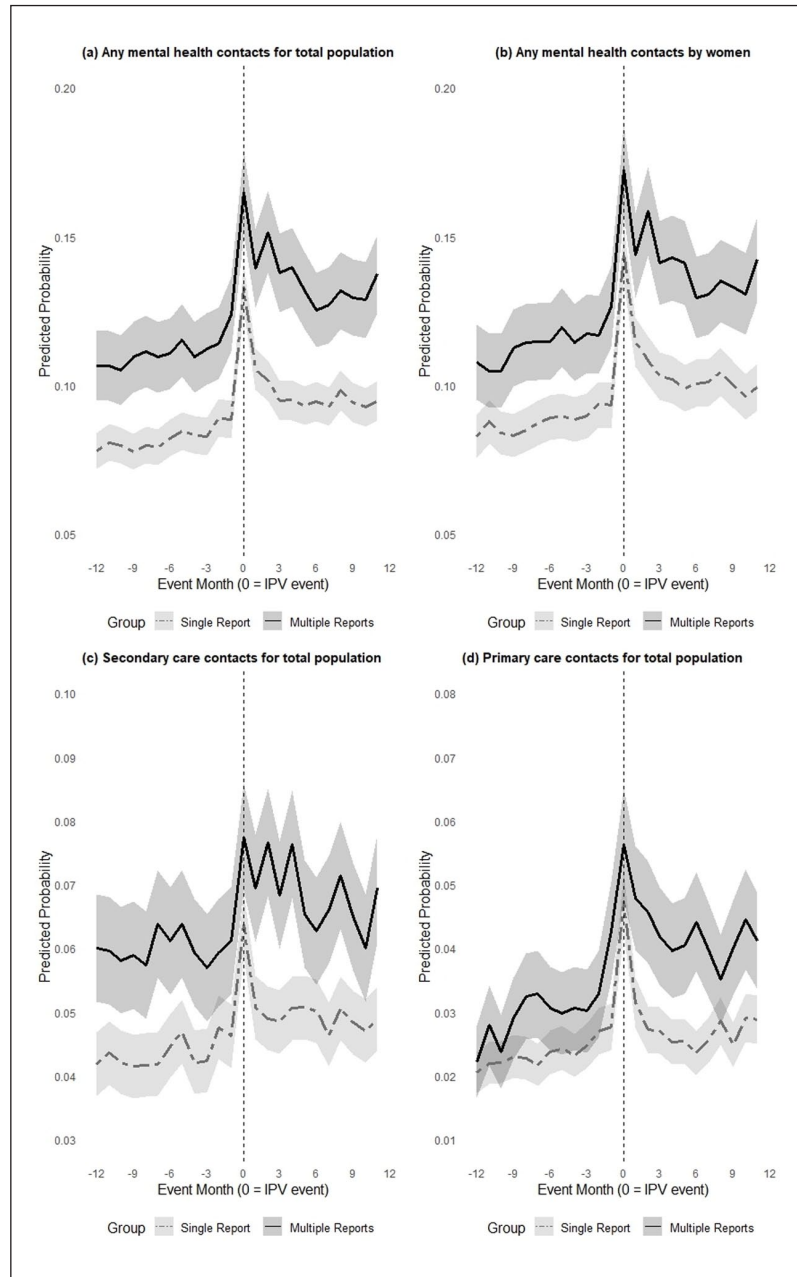 (a) Any mental health contacts for total population
0.20
0.15
0.10
0.05
Predicted Probability
-12 -9 -6 -3 0 3 6 9 12
Event Month (0 = IPV event)
Group Single Report Multiple Reports
(b) Any mental health contacts by women
0.20
0.15
0.10
0.05
Predicted Probability
-12 -9 -6 -3 0 3 6 9 12
Event Month (0 = IPV event)
Group Single Report Multiple Reports
(c) Secondary care contacts for total population
0.10
0.09
0.08
0.07
0.06
0.05
0.04
0.03
Predicted Probability
-12 -9 -6 -3 0 3 6 9 12
Event Month (0 = IPV event)
Group Single Report Multiple Reports
(d) Primary care contacts for total population
0.08
0.07
0.06
0.05
0.04
0.03
0.02
0.01
Predicted Probability
-12 -9 -6 -3 0 3 6 9 12
Event Month (0 = IPV event)
Group Single Report Multiple Reports